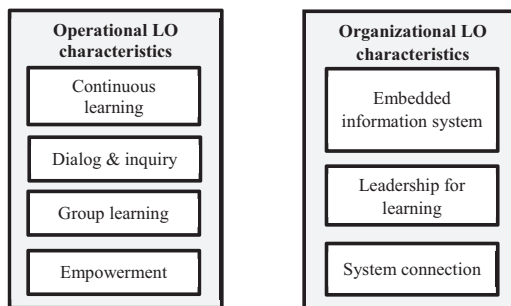 Operational LO
characteristics
Continuous
learning
Dialog & inquiry
Group learning
Empowerment
Organizational LO
characteristics
Embedded
information system
Leadership for
learning
System connection